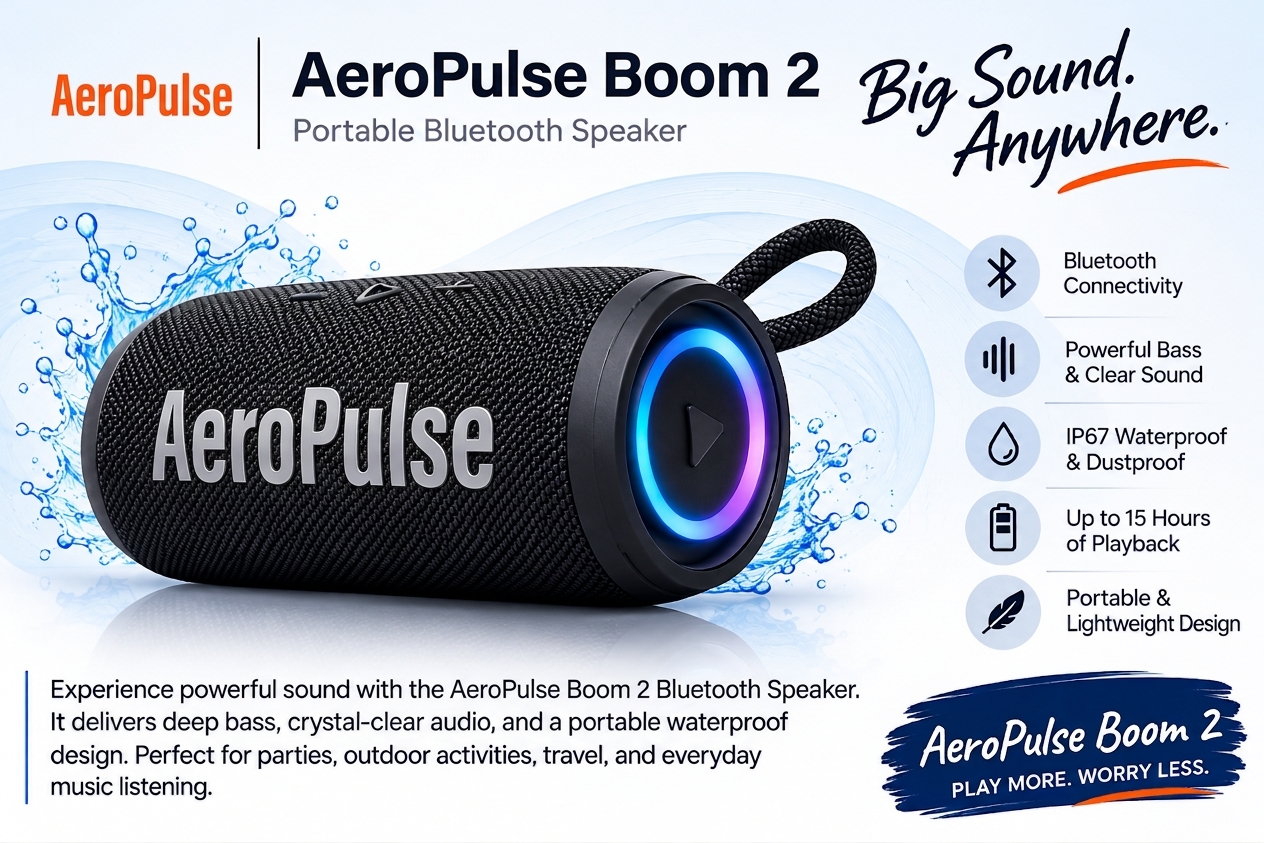 AeroPulse
AeroPulse Boom 2
Portable Bluetooth Speaker
Big Sound.
Anywhere.
AeroPulse
Bluetooth
Connectivity
Powerful Bass
& Clear Sound
IP67 Waterproof
& Dustproof
Up to 15 Hours
of Playback
Portable &
Lightweight Design
Experience powerful sound with the AeroPulse Boom 2 Bluetooth Speaker.
It delivers deep bass, crystal-clear audio, and a portable waterproof
design. Perfect for parties, outdoor activities, travel, and everyday
music listening.
AeroPulse Boom 2
PLAY MORE. WORRY LESS.